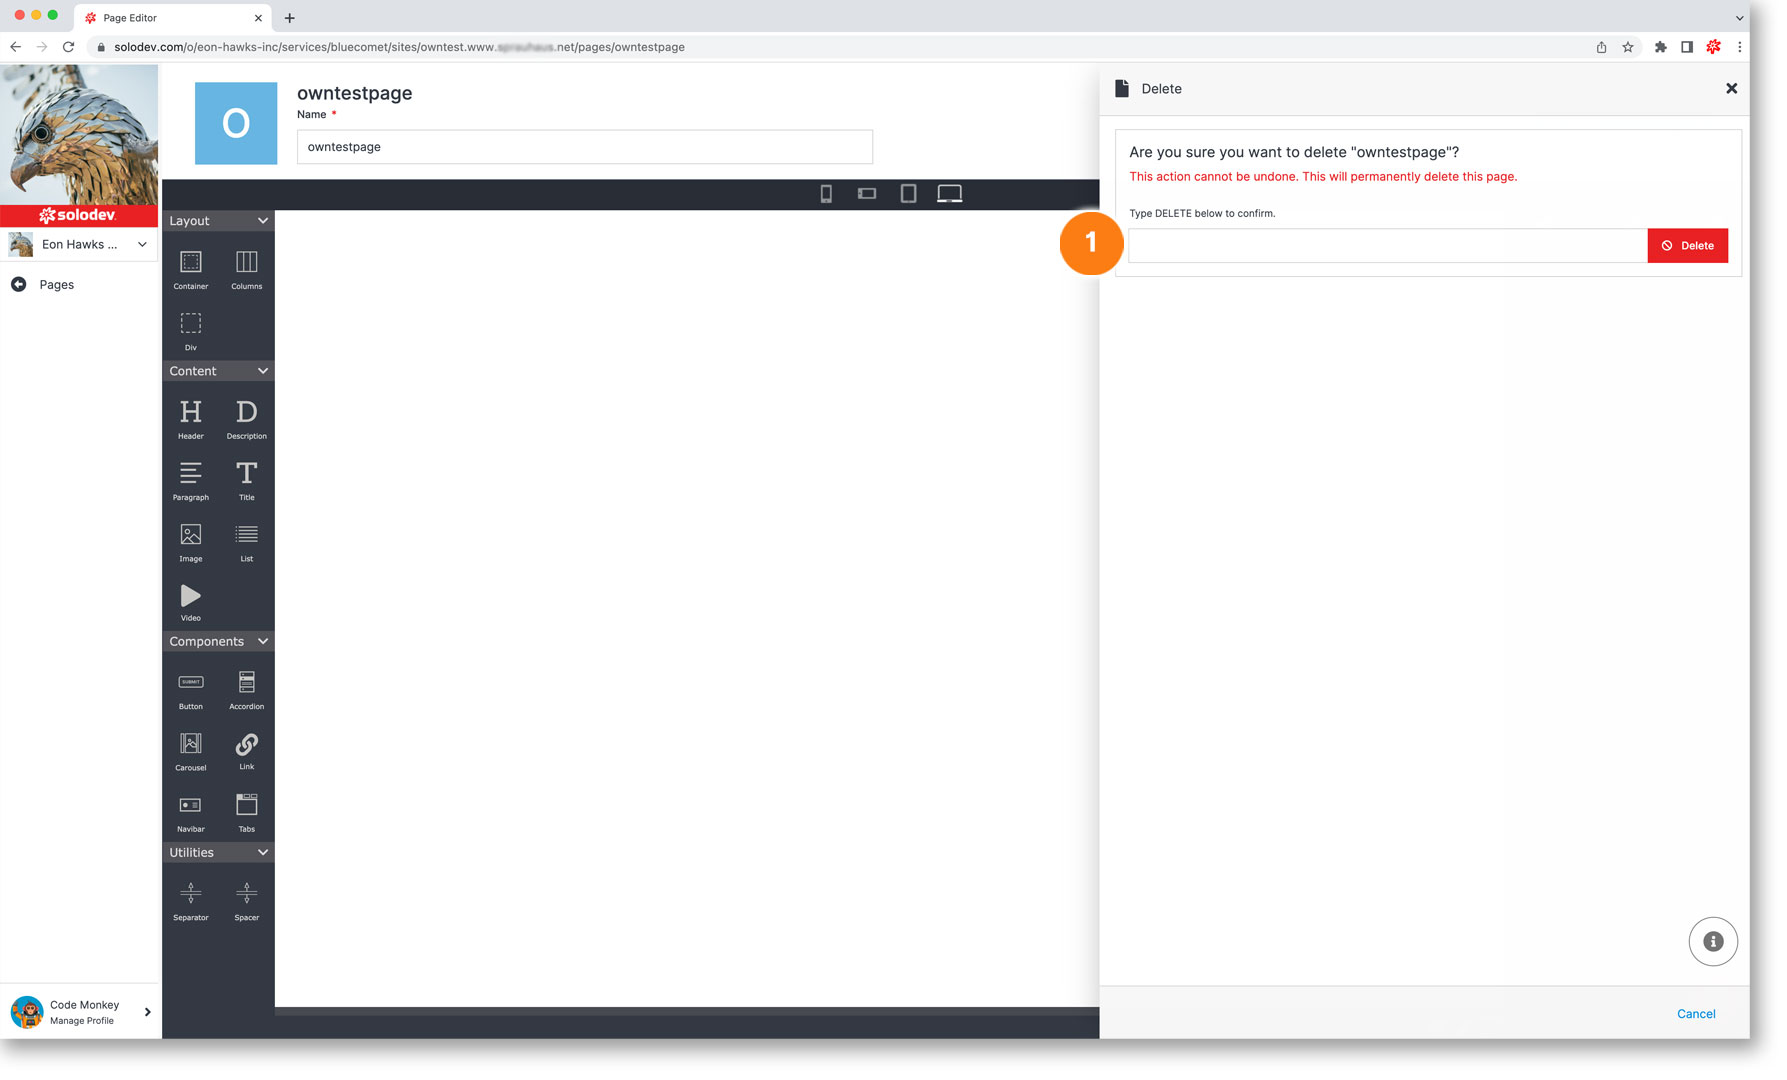 Page Editor
solodev.com/o/eon-hawks-inc/services/bluecomet/sites/owntest.www. .net/pages/owntestpage
solodev
Eon Hawks ...
Pages
Code Monkey
Manage Profile
O
owntestpage
Name *
owntestpage
Layout
Container
Columns
Div
Content
H
D
Header
Description
T
Paragraph
Title
Image
List
Video
Components
SUBMIT
Button
Accordion
Carousel
Link
Navibar
Tabs
Utilities
Separator
Spacer
Delete
Are you sure you want to delete "owntestpage"?
This action cannot be undone. This will permanently delete this page.
Type DELETE below to confirm.
1
Delete
Cancel